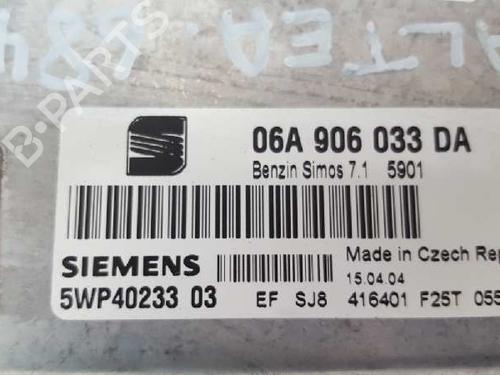 ALTEA
B-PARTS
06A 906 033 DA
Benzin Simos 7.1 5901
SIEMENS
Made in Czech Rep
15.04.04
5WP40233 03
EF SJ8 416401 F25T 055